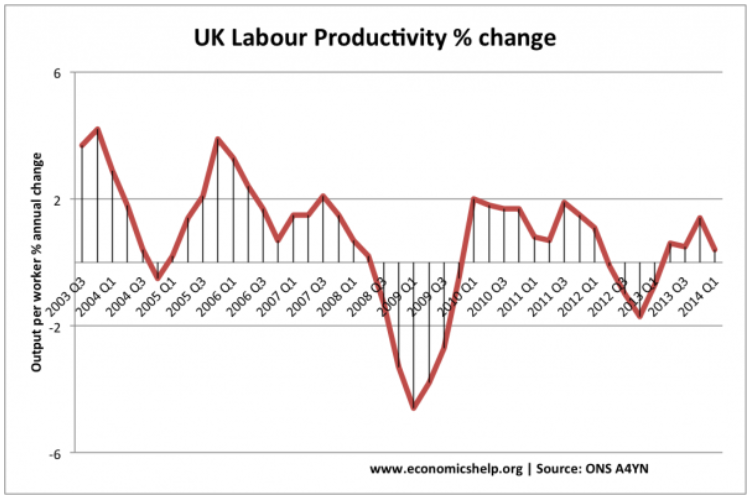 UK Labour Productivity % change
Output per worker % annual change
6
2
-2
-6
2003 Q3
2004 Q1
2004 Q3
2005 Q1
2005 Q3
2006 Q1
2006 Q3
2007 Q1
2007 Q3
2008 Q1
2008 Q3
2009 Q1
2009 Q3
2010 Q1
2010 Q3
2011 Q1
2011 Q3
2012 Q1
2012 Q3
2013 Q1
2013 Q3
2014 Q1
www.economicshelp.org | Source: ONS A4YN